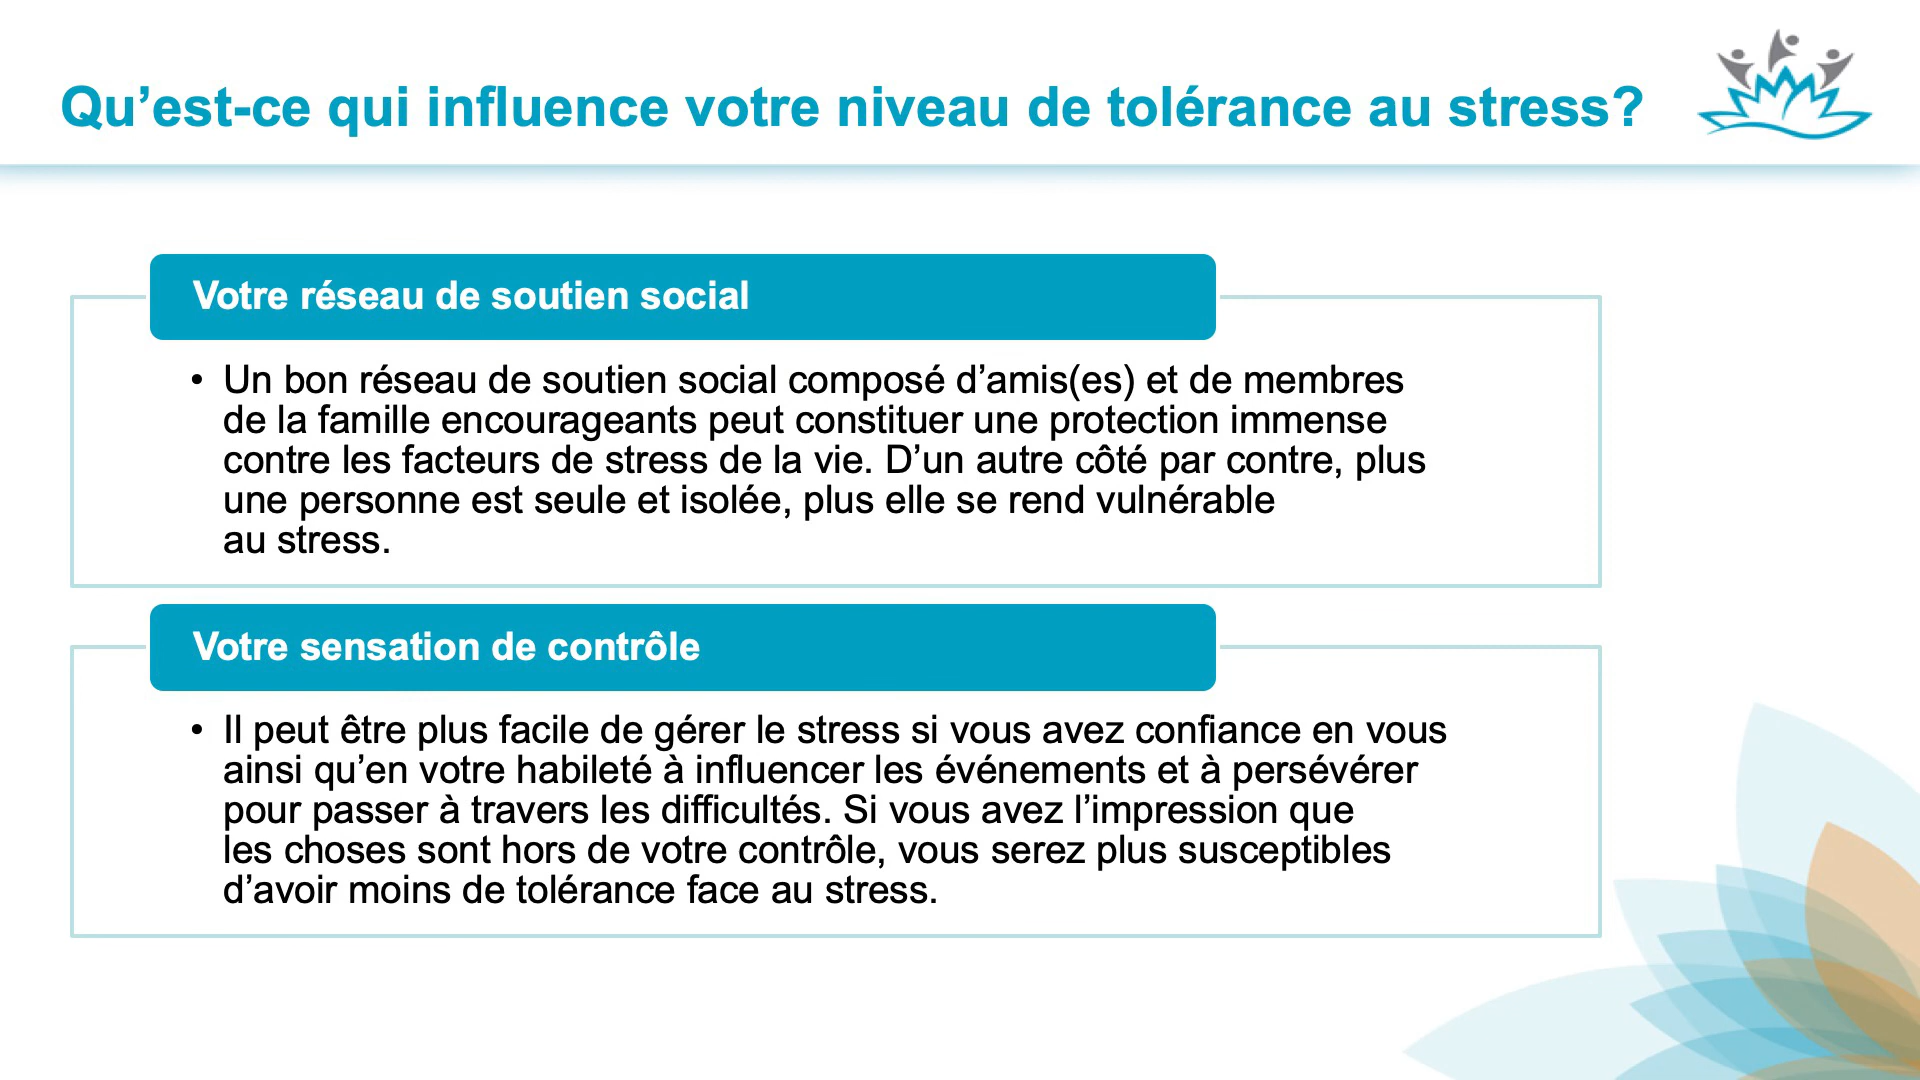 Qu’est-ce qui influence votre niveau de tolérance au stress?
Votre réseau de soutien social
• Un bon réseau de soutien social composé d’amis(es) et de membres
de la famille encourageants peut constituer une protection immense
contre les facteurs de stress de la vie. D’un autre côté par contre, plus
une personne est seule et isolée, plus elle se rend vulnérable
au stress.
Votre sensation de contrôle
• Il peut être plus facile de gérer le stress si vous avez confiance en vous
ainsi qu’en votre habileté à influencer les événements et à persévérer
pour passer à travers les difficultés. Si vous avez l’impression que
les choses sont hors de votre contrôle, vous serez plus susceptibles
d’avoir moins de tolérance face au stress.